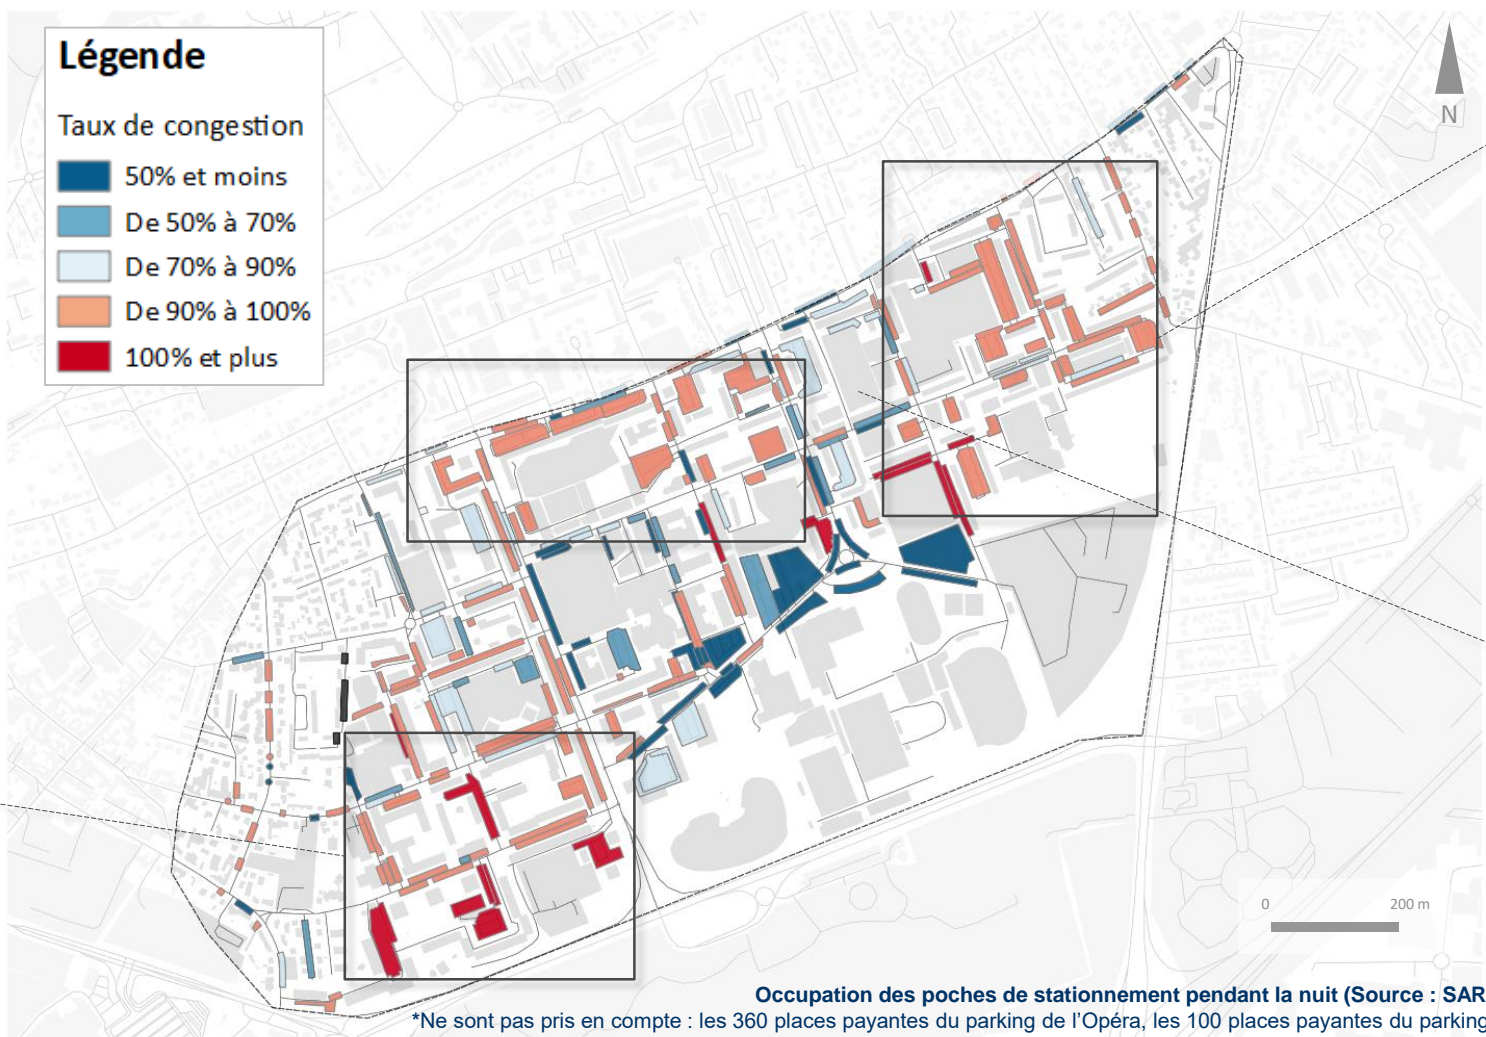 Légende
Taux de congestion
50% et moins
De 50% à 70%
De 70% à 90%
De 90% à 100%
100% et plus
N
0 200 m
Occupation des poches de stationnement pendant la nuit (Source : SAR
*Ne sont pas pris en compte : les 360 places payantes du parking de l'Opéra, les 100 places payantes du parking